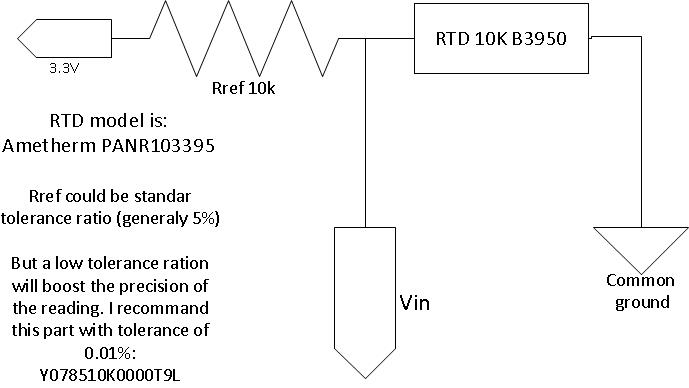 RTD 10K B3950
3.3V
Rref 10k
RTD model is:
Ametherm PANR103395
Rref could be standar
tolerance ratio (generaly 5%)
But a low tolerance ration
will boost the precision of
the reading. I recommand
this part with tolerance of
0.01%:
Y078510K0000T9L
Vin
Common
ground